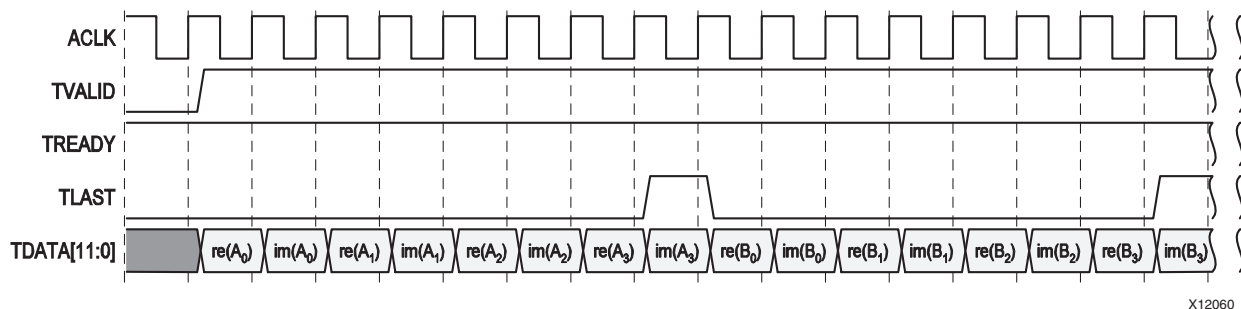 ACLK
TVALID
TREADY
TLAST
TDATA[11:0] re(A₀) im(A₀) re(A₁) im(A₁) re(A₂) im(A₂) re(A₃) im(A₃) re(B₀) im(B₀) re(B₁) im(B₁) re(B₂) im(B₂) re(B₃) im(B₃)
X12060